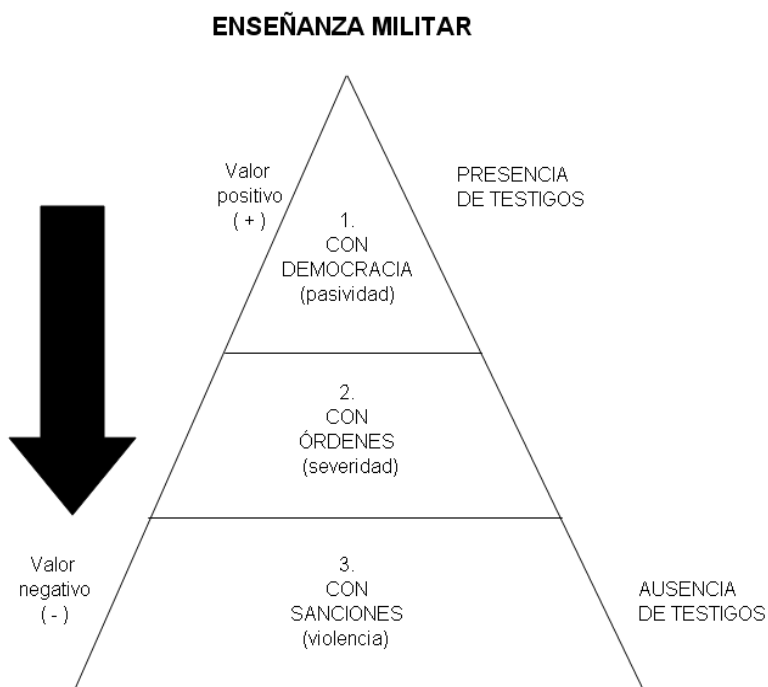 ENSEÑANZA MILITAR
Valor
positivo
( + )
PRESENCIA
DE TESTIGOS
1.
CON
DEMOCRACIA
(pasividad)
2.
CON
ÓRDENES
(severidad)
Valor
negativo
( - )
3.
CON
SANCIONES
(violencia)
AUSENCIA
DE TESTIGOS